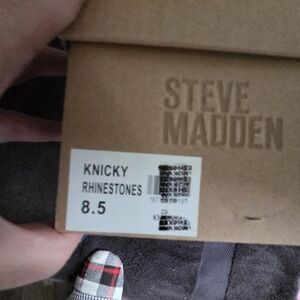 STEVE
MADDEN
KNICKY
RHINESTONES
8.5